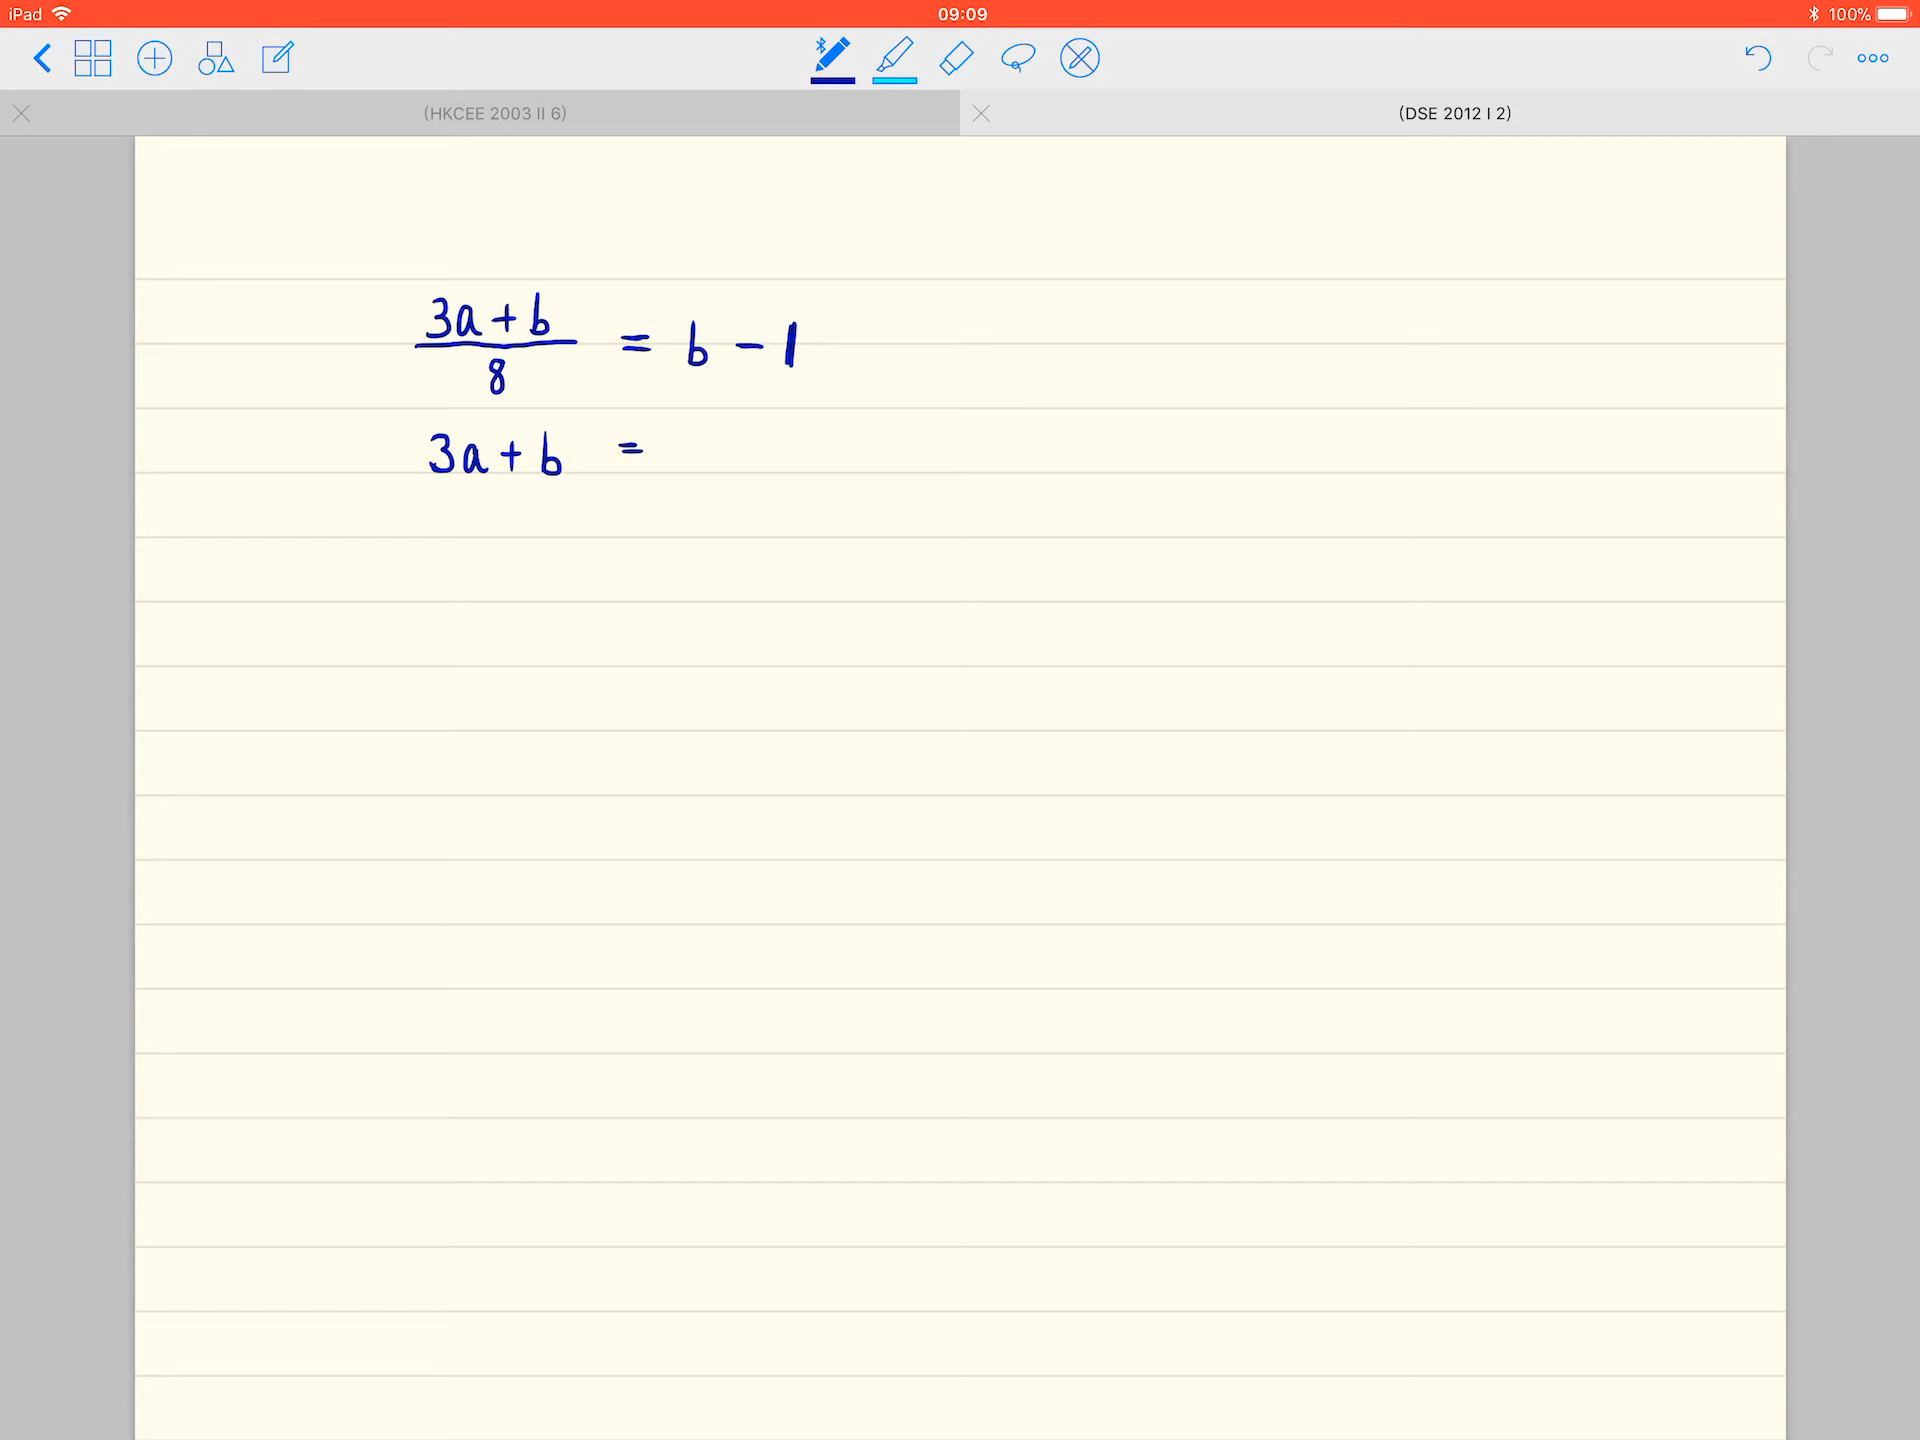 iPad 09:09 100%
(HKCEE 2003 II 6) (DSE 2012 I 2)
3a + b
8
= b - 1
3a + b =